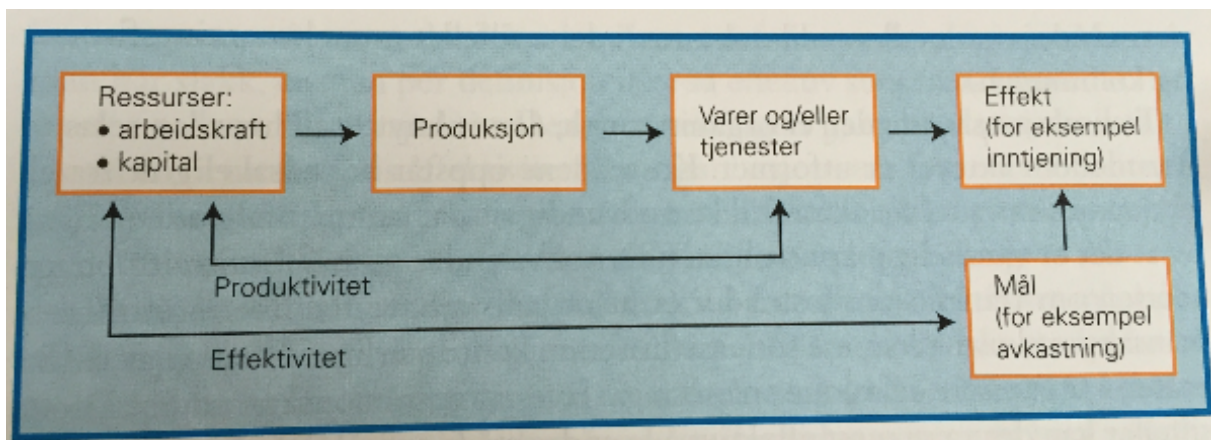 Ressurser:
• arbeidskraft
• kapital
Produksjon
Varer og/eller
tjenester
Effekt
(for eksempel
inntjening)
Produktivitet
Effektivitet
Mål
(for eksempel
avkastning)